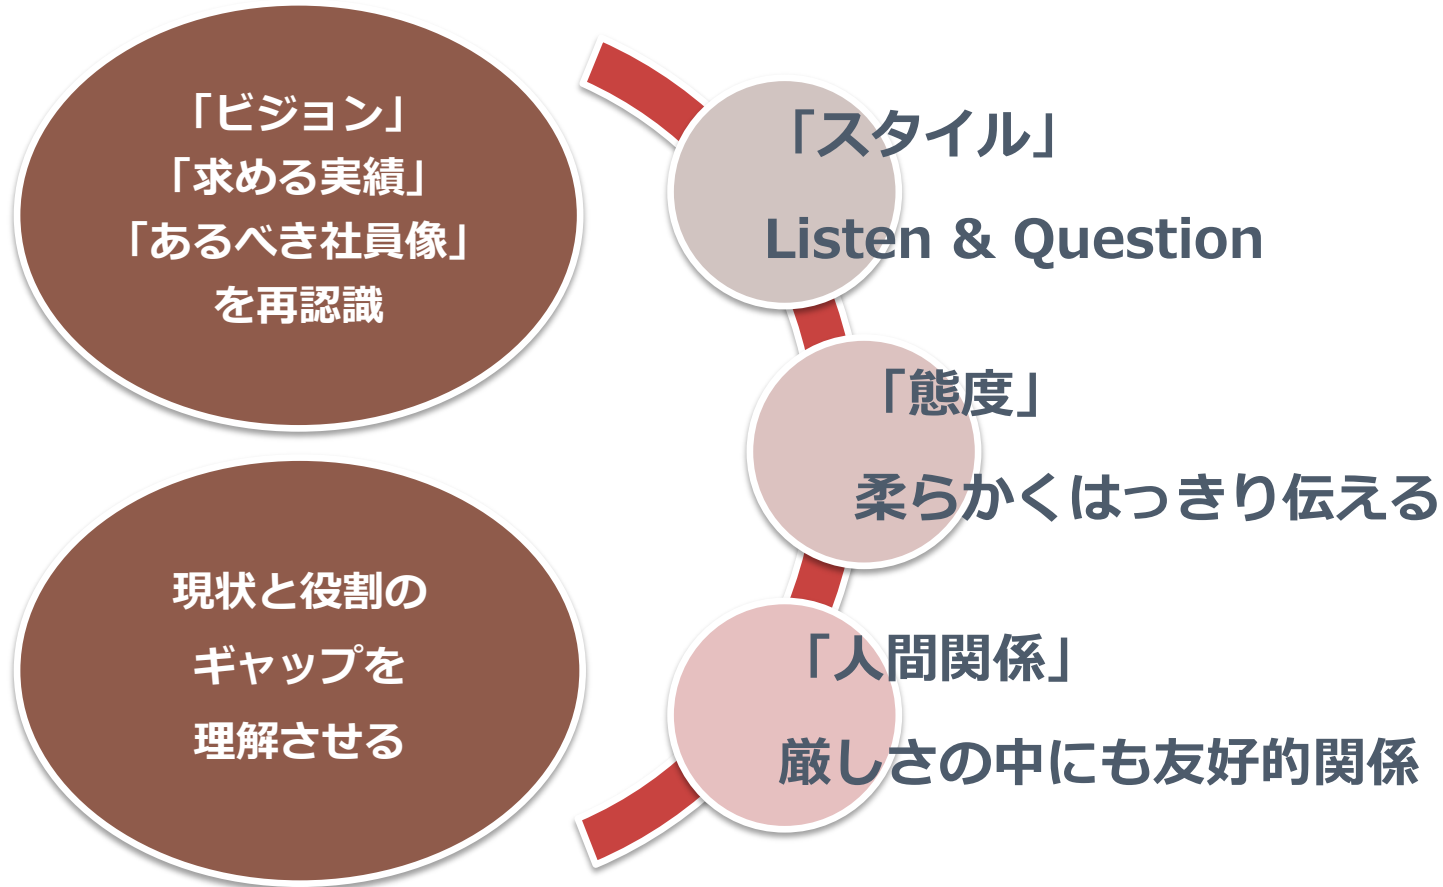 「ビジョン」
「求める実績」
「あるべき社員像」
を再認識
現状と役割の
ギャップを
理解させる
「スタイル」
Listen & Question
「態度」
柔らかくはっきり伝える
「人間関係」
厳しさの中にも友好的関係